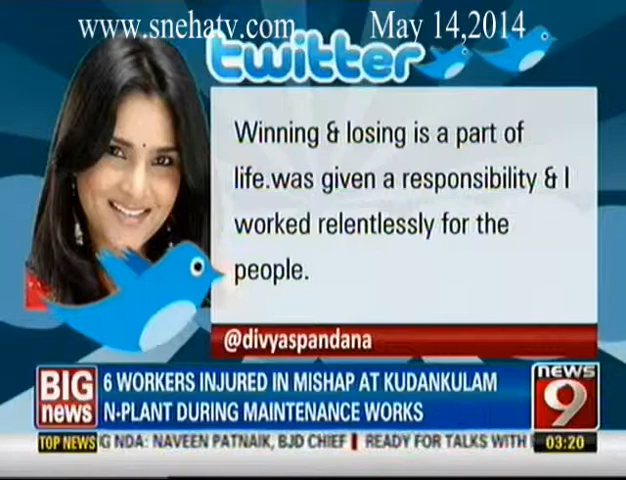 www.snehatv.com May 14,2014
twitter
Winning & losing is a part of
life.was given a responsibility & I
worked relentlessly for the
people.
@divyaspandana
BIG
news
6 WORKERS INJURED IN MISHAP AT KUDANKULAM
N-PLANT DURING MAINTENANCE WORKS
NEWS
9
TOP NEWS G NDA: NAVEEN PATNAIK, BJD CHIEF READY FOR TALKS WITH 03:20